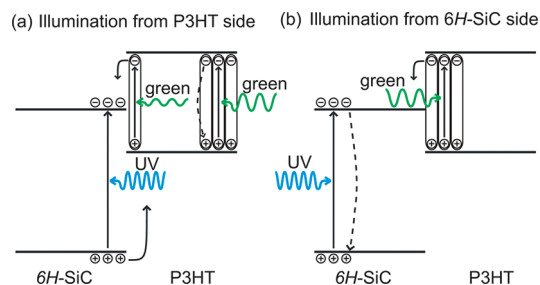 (a) Illumination from P3HT side
green
green
UV
6H-SiC
P3HT
(b) Illumination from 6H-SiC side
green
UV
6H-SiC
P3HT